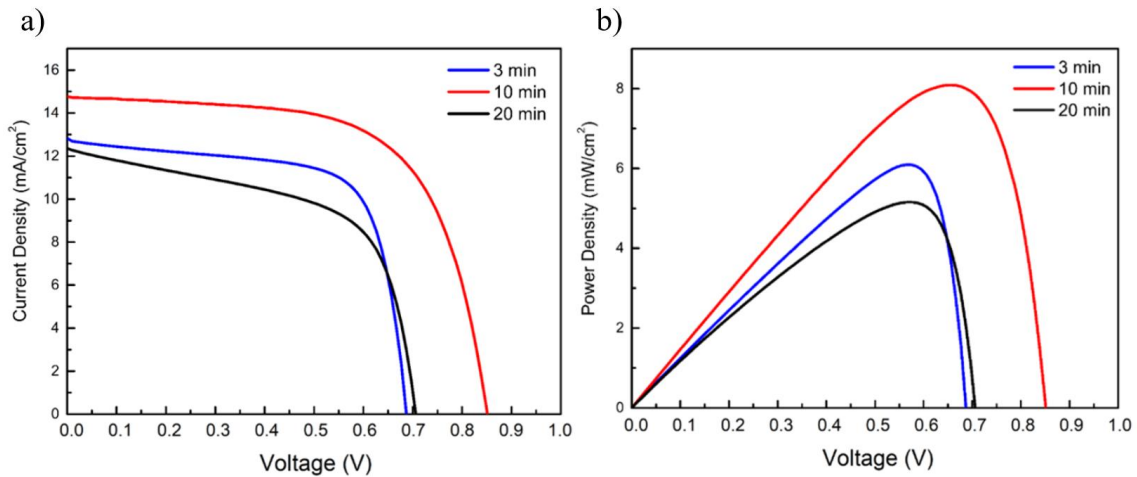 a)
16
14
12
10
8
6
4
2
0
Current Density (mA/cm²)
3 min
10 min
20 min
0.0 0.1 0.2 0.3 0.4 0.5 0.6 0.7 0.8 0.9 1.0
Voltage (V)
b)
8
6
4
2
0
Power Density (mW/cm²)
3 min
10 min
20 min
0.0 0.1 0.2 0.3 0.4 0.5 0.6 0.7 0.8 0.9 1.0
Voltage (V)